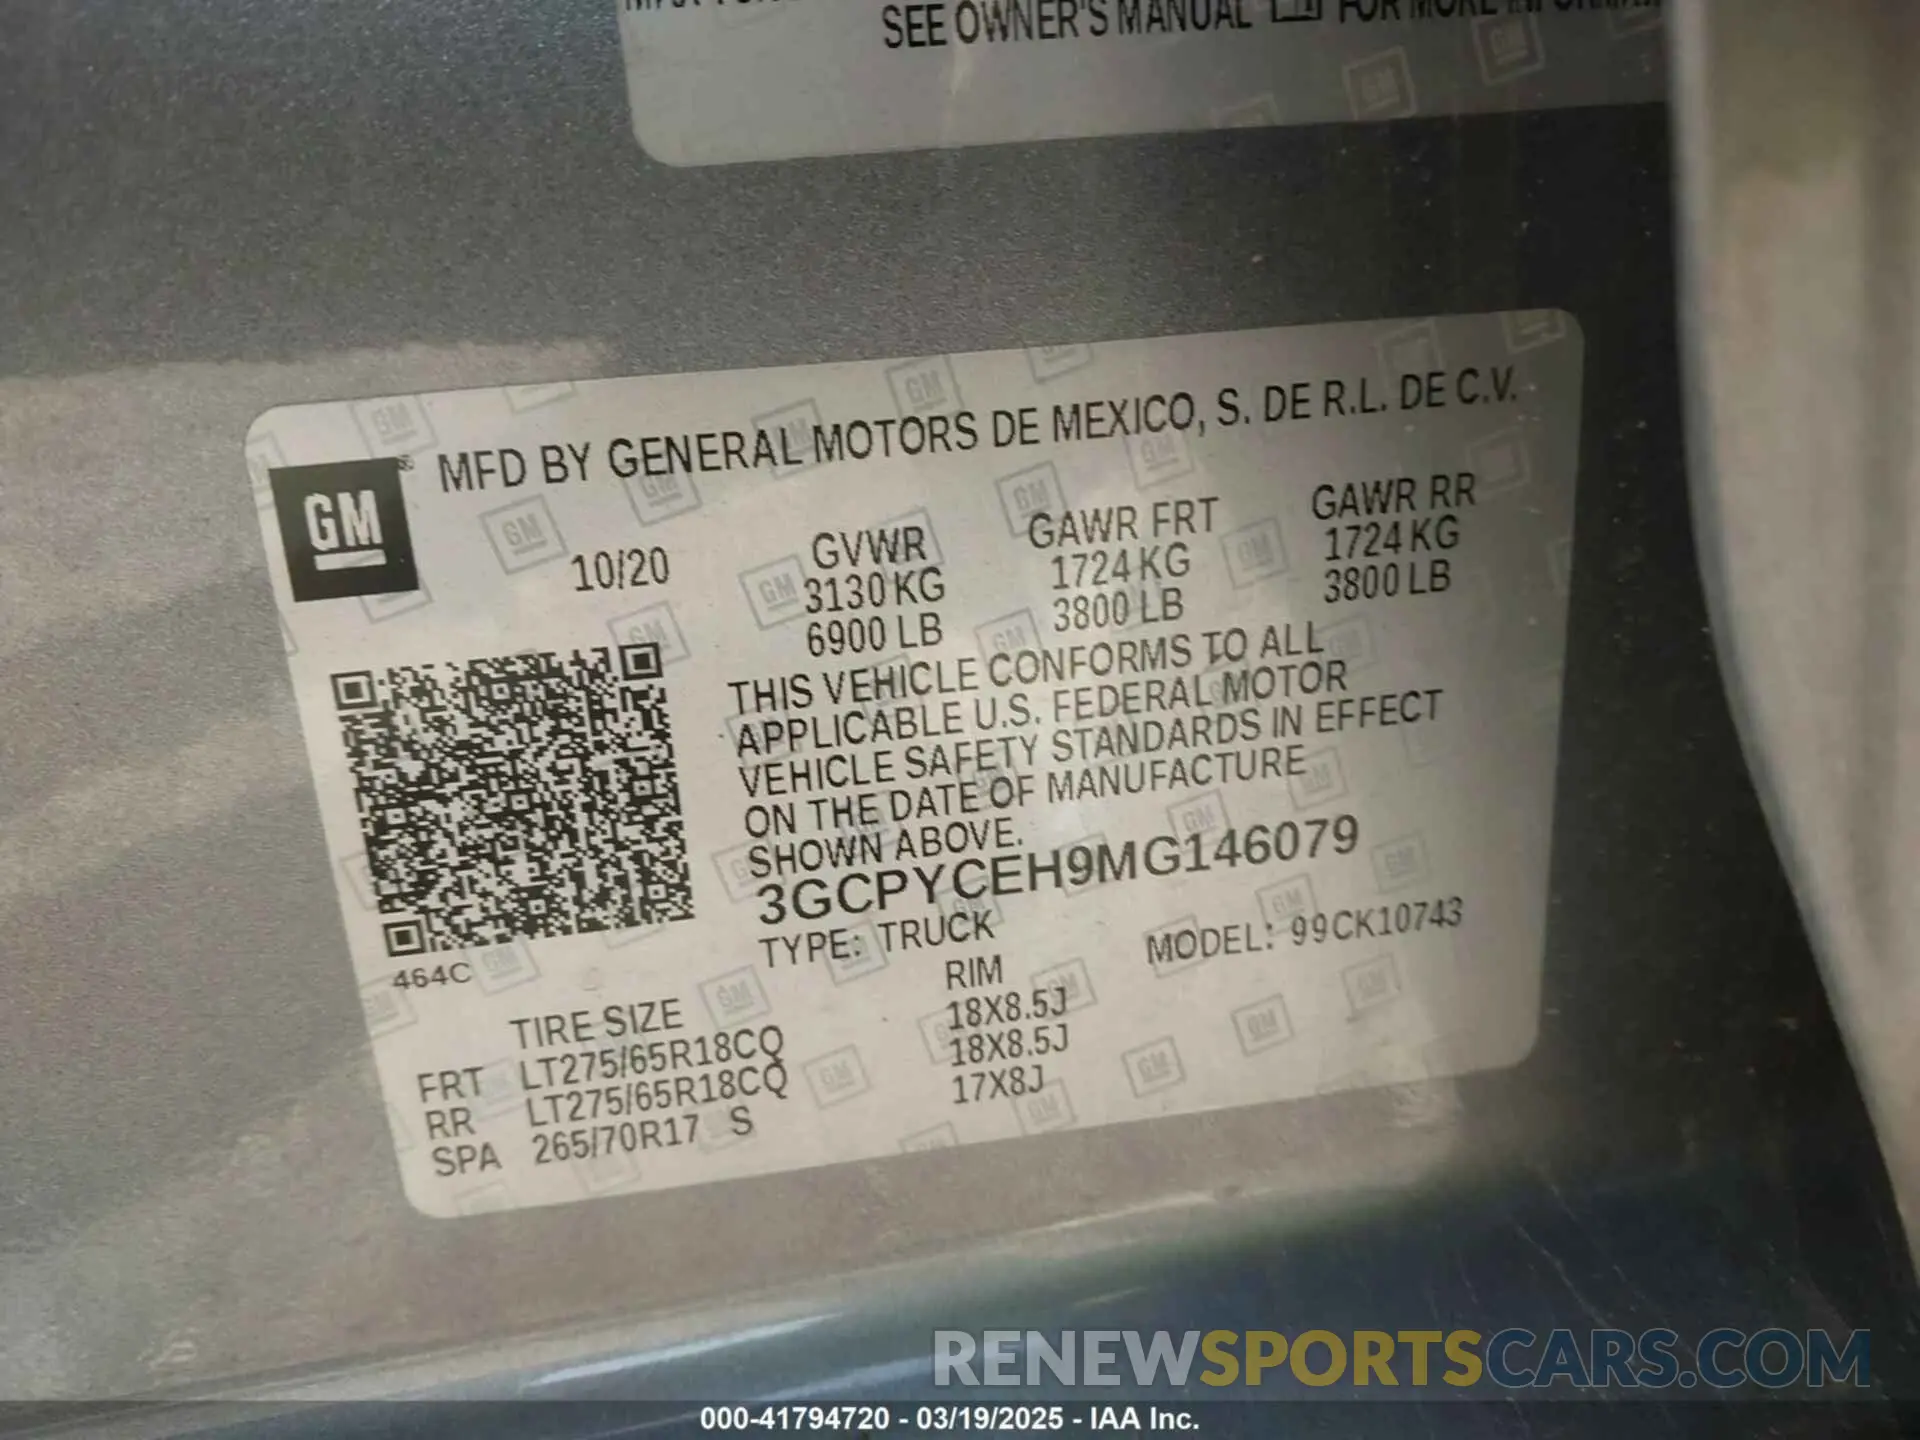 SEE OWNER'S MANUAL FOR MORE
GM
MFD BY GENERAL MOTORS DE MEXICO, S. DE R.L. DE C.V.
10/20
GVWR
3130 KG
6900 LB
GAWR FRT
1724 KG
3800 LB
GAWR RR
1724 KG
3800 LB
THIS VEHICLE CONFORMS TO ALL
APPLICABLE U.S. FEDERAL MOTOR
VEHICLE SAFETY STANDARDS IN EFFECT
ON THE DATE OF MANUFACTURE
SHOWN ABOVE.
3GCPYCEH9MG146079
TYPE: TRUCK
MODEL: 99CK10743
464C
TIRE SIZE RIM
FRT LT275/65R18CQ 18X8.5J
RR LT275/65R18CQ 18X8.5J
SPA 265/70R17 S 17X8J
RENEWSPORTSCARS.COM
000-41794720 - 03/19/2025 - IAA Inc.